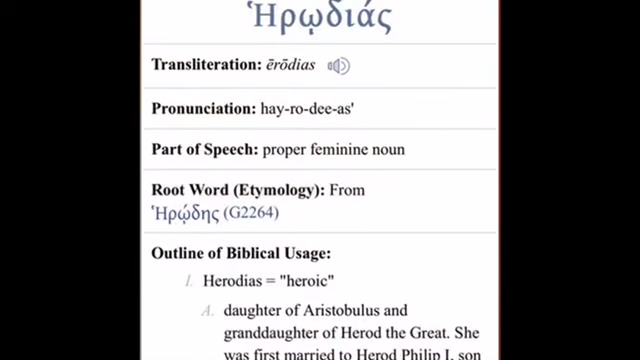 Ἡρῳδιάς
Transliteration: ērōdias
Pronunciation: hay-ro-dee-as'
Part of Speech: proper feminine noun
Root Word (Etymology): From
Ἡρῴδης (G2264)
Outline of Biblical Usage:
I. Herodias = "heroic"
A. daughter of Aristobulus and
granddaughter of Herod the Great. She
was first married to Herod Philip I, son